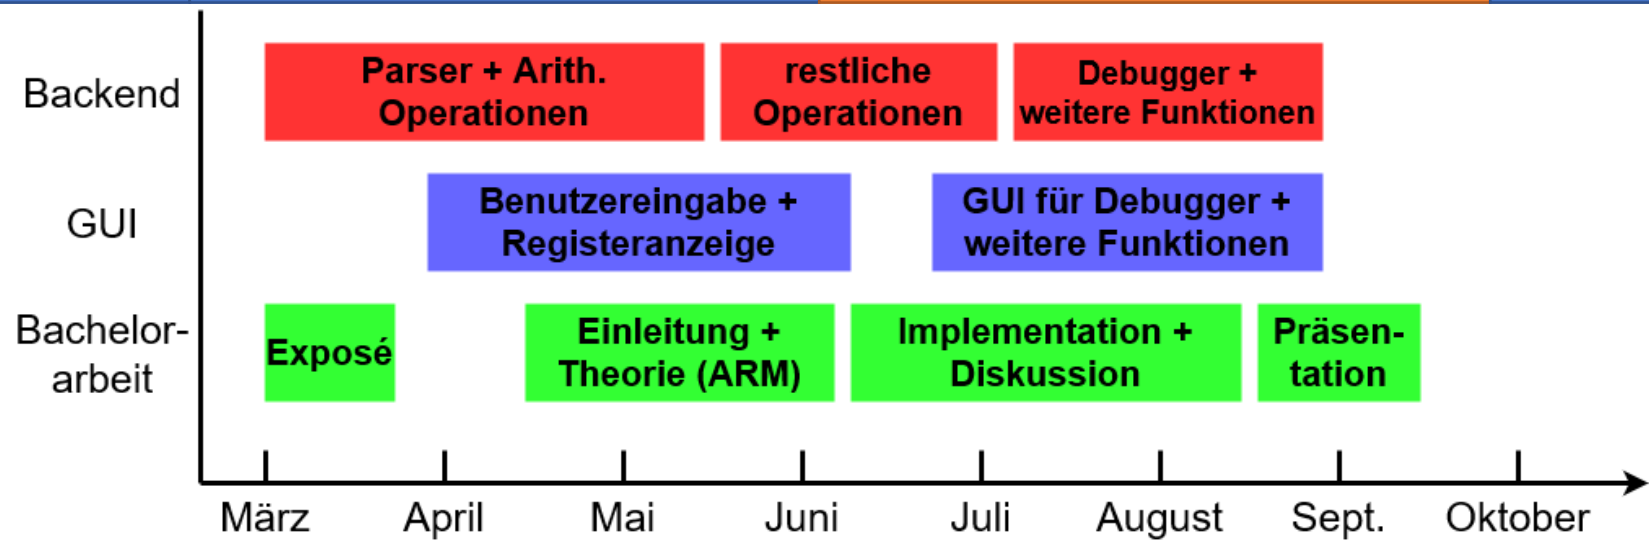 Backend
Parser + Arith.
Operationen
restliche
Operationen
Debugger +
weitere Funktionen
GUI
Benutzereingabe +
Registeranzeige
GUI für Debugger +
weitere Funktionen
Bachelor-
arbeit
Exposé
Einleitung +
Theorie (ARM)
Implementation +
Diskussion
Präsen-
tation
März April Mai Juni Juli August Sept. Oktober